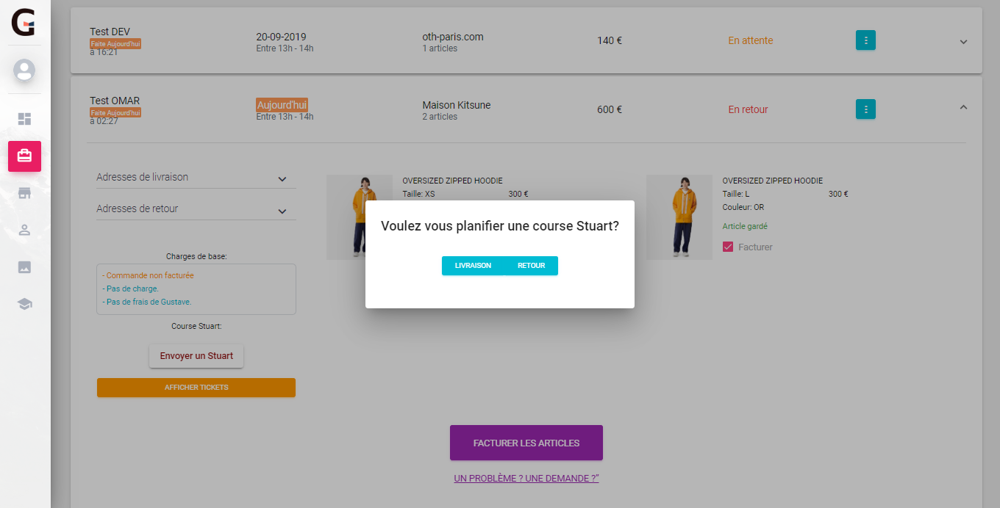 G
Test DEV
Faite Aujourd'hui
à 16:21
20-09-2019
Entre 13h - 14h
oth-paris.com
1 articles
140 €
En attente
Test OMAR
Faite Aujourd'hui
à 02:27
Aujourd'hui
Entre 13h - 14h
Maison Kitsune
2 articles
600 €
En retour
Adresses de livraison
Adresses de retour
Charges de base:
- Commande non facturée
- Pas de charge.
- Pas de frais de Gustave.
Course Stuart:
Envoyer un Stuart
AFFICHER TICKETS
OVERSIZED ZIPPED HOODIE
Taille: XS 300 €
OVERSIZED ZIPPED HOODIE
Taille: L 300 €
Couleur: OR
Article gardé
Facturer
Voulez vous planifier une course Stuart?
LIVRAISON RETOUR
FACTURER LES ARTICLES
UN PROBLÈME ? UNE DEMANDE ?"